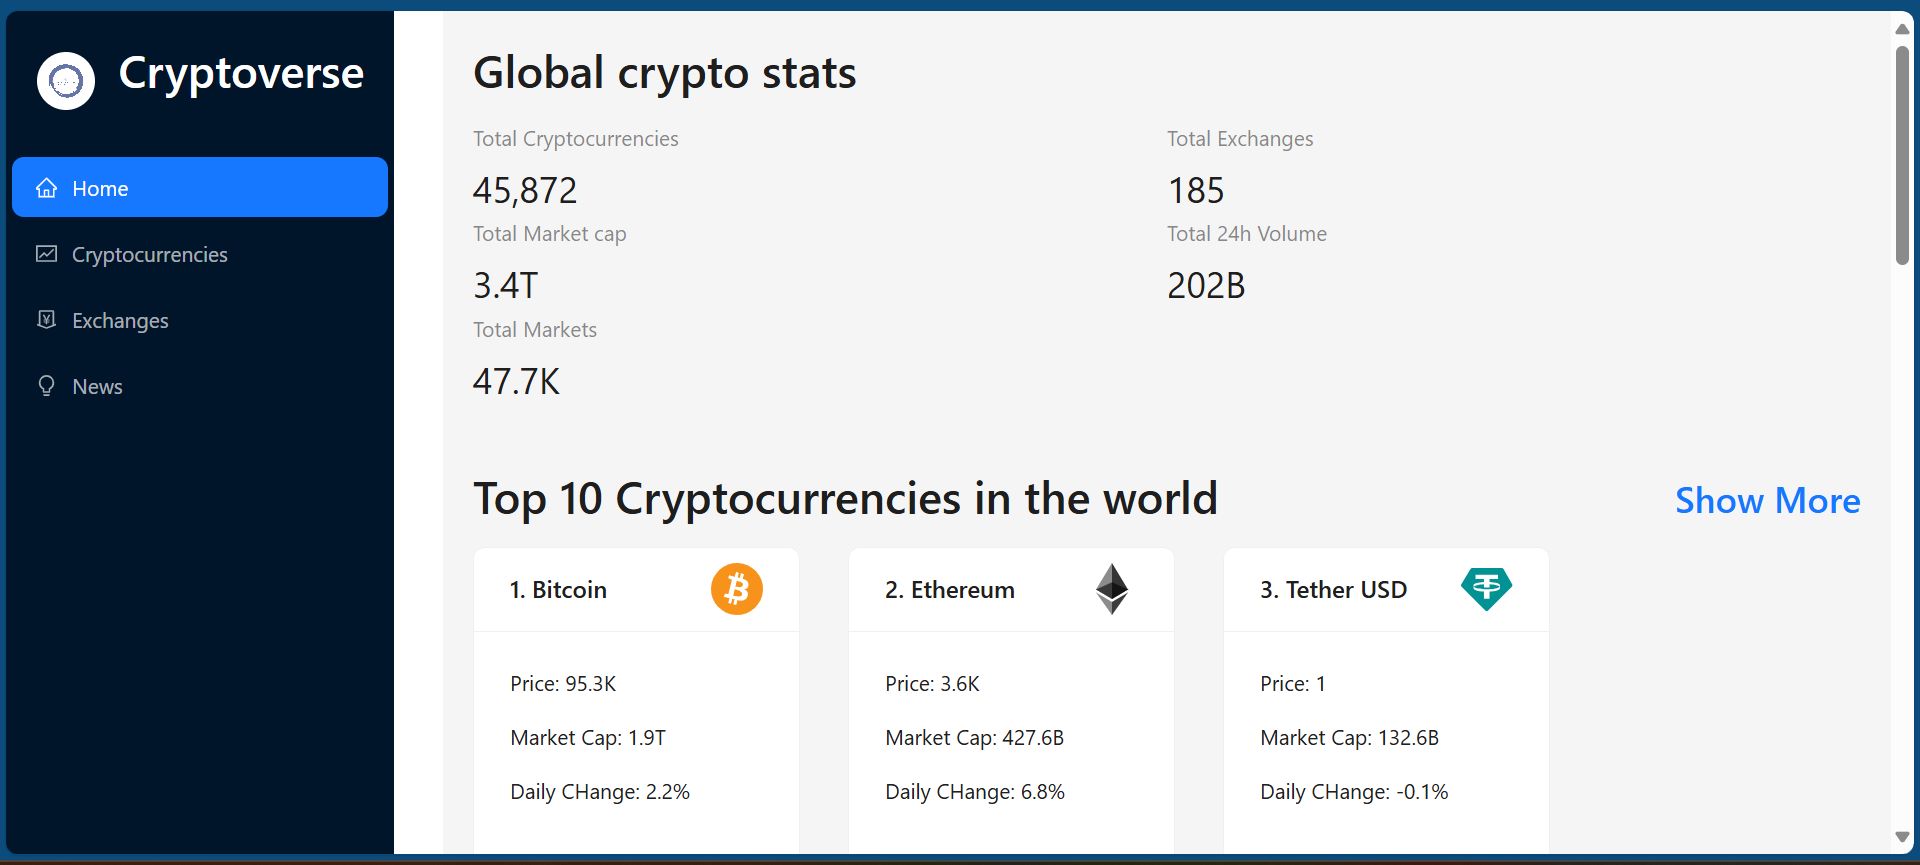 Cryptoverse
Home
Cryptocurrencies
Exchanges
News
Global crypto stats
Total Cryptocurrencies
45,872
Total Exchanges
185
Total Market cap
3.4T
Total 24h Volume
202B
Total Markets
47.7K
Top 10 Cryptocurrencies in the world
Show More
1. Bitcoin
Price: 95.3K
Market Cap: 1.9T
Daily CHange: 2.2%
2. Ethereum
Price: 3.6K
Market Cap: 427.6B
Daily CHange: 6.8%
3. Tether USD
Price: 1
Market Cap: 132.6B
Daily CHange: -0.1%